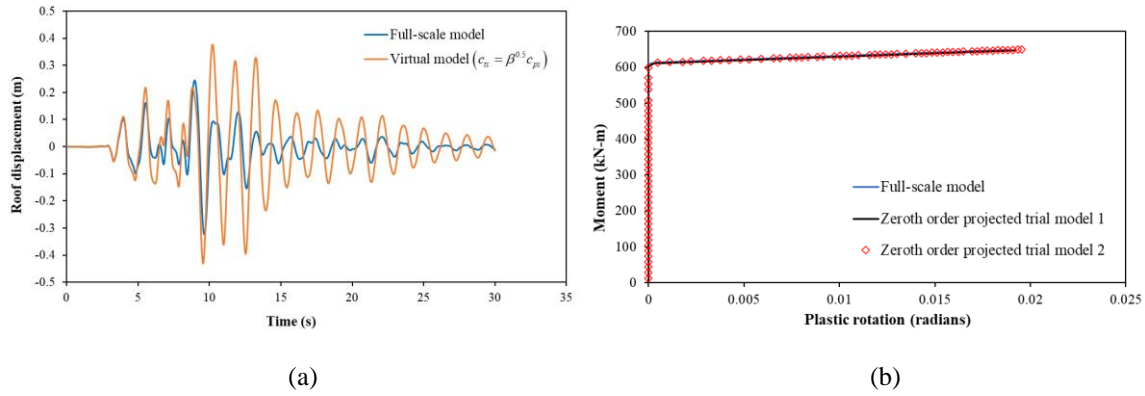 0.5
0.4
0.3
0.2
0.1
0
-0.1
-0.2
-0.3
-0.4
-0.5
Roof displacement (m)
0 5 10 15 20 25 30 35
Time (s)
Full-scale model
Virtual model (c_{ts} = β^{0.5}c_{ps})
(a)
700
600
500
400
300
200
100
0
Moment (kN-m)
0 0.005 0.01 0.015 0.02 0.025
Plastic rotation (radians)
Full-scale model
Zeroth order projected trial model 1
Zeroth order projected trial model 2
(b)